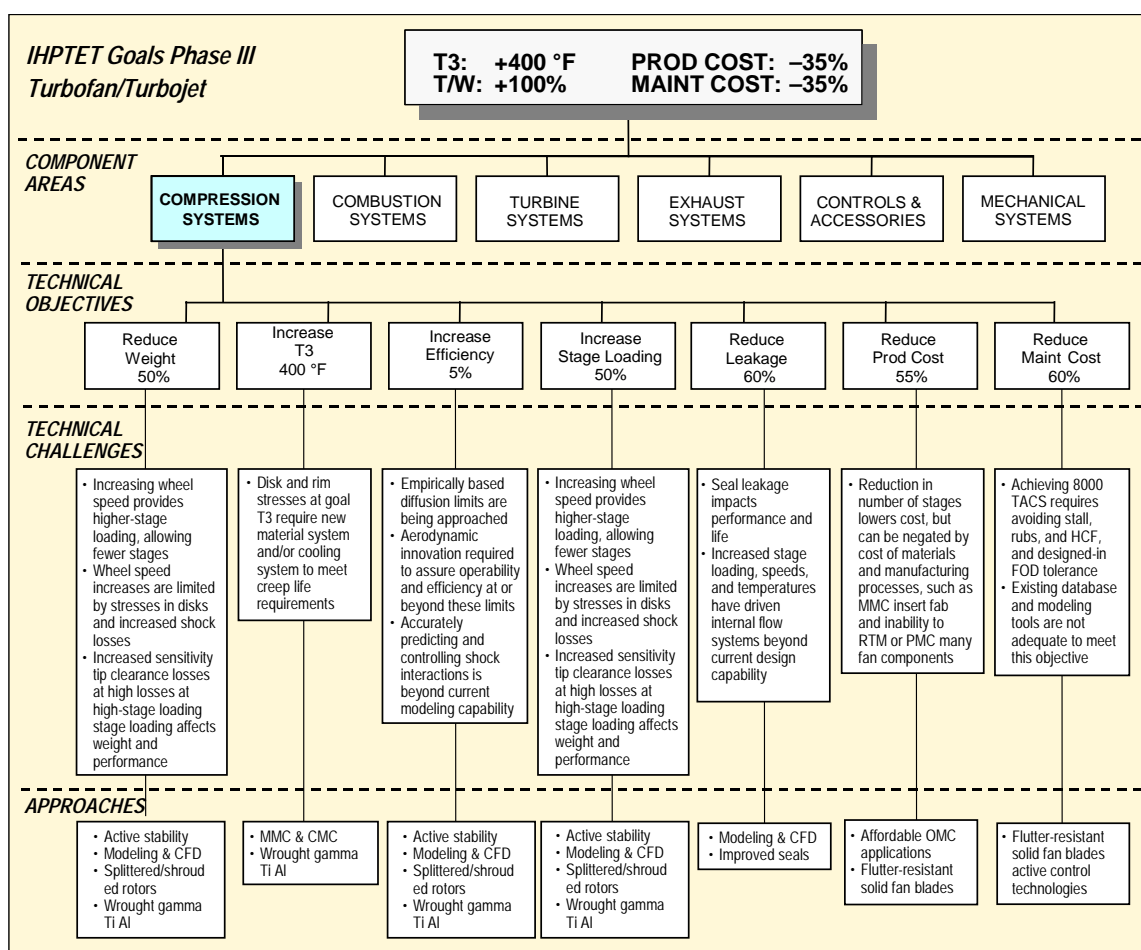 IHPTET Goals Phase III
Turbofan/Turbojet
T3: +400 °F PROD COST: –35%
T/W: +100% MAINT COST: –35%
COMPONENT
AREAS
COMPRESSION
SYSTEMS
COMBUSTION
SYSTEMS
TURBINE
SYSTEMS
EXHAUST
SYSTEMS
CONTROLS &
ACCESSORIES
MECHANICAL
SYSTEMS
TECHNICAL
OBJECTIVES
Reduce
Weight
50%
Increase
T3
400 °F
Increase
Efficiency
5%
Increase
Stage Loading
50%
Reduce
Leakage
60%
Reduce
Prod Cost
55%
Reduce
Maint Cost
60%
TECHNICAL
CHALLENGES
• Increasing wheel
speed provides
higher-stage
loading, allowing
fewer stages
• Wheel speed
increases are limited
by stresses in disks
and increased shock
losses
• Increased sensitivity
tip clearance losses
at high losses at
high-stage loading
stage loading affects
weight and
performance
• Disk and rim
stresses at goal
T3 require new
material system
and/or cooling
system to meet
creep life
requirements
• Empirically based
diffusion limits are
being approached
• Aerodynamic
innovation required
to assure operability
and efficiency at or
beyond these limits
• Accurately
predicting and
controlling shock
interactions is
beyond current
modeling capability
• Increasing wheel
speed provides
higher-stage
loading, allowing
fewer stages
• Wheel speed
increases are limited
by stresses in disks
and increased shock
losses
• Increased sensitivity
tip clearance losses
at high losses at
high-stage loading
stage loading affects
weight and
performance
• Seal leakage
impacts
performance and
life
• Increased stage
loading, speeds,
and temperatures
have driven
internal flow
systems beyond
current design
capability
• Reduction in
number of stages
lowers cost, but
can be negated by
cost of materials
and manufacturing
processes, such as
MMC insert fab
and inability to
RTM or PMC many
fan components
• Achieving 8000
TACS requires
avoiding stall,
rubs, and HCF,
and designed-in
FOD tolerance
• Existing database
and modeling
tools are not
adequate to meet
this objective
APPROACHES
• Active stability
• Modeling & CFD
• Splittered/shroud
ed rotors
• Wrought gamma
Ti Al
• MMC & CMC
• Wrought gamma
Ti Al
• Active stability
• Modeling & CFD
• Splittered/shroud
ed rotors
• Wrought gamma
Ti Al
• Active stability
• Modeling & CFD
• Splittered/shroud
ed rotors
• Wrought gamma
Ti Al
• Modeling & CFD
• Improved seals
• Affordable OMC
applications
• Flutter-resistant
solid fan blades
• Flutter-resistant
solid fan blades
active control
technologies